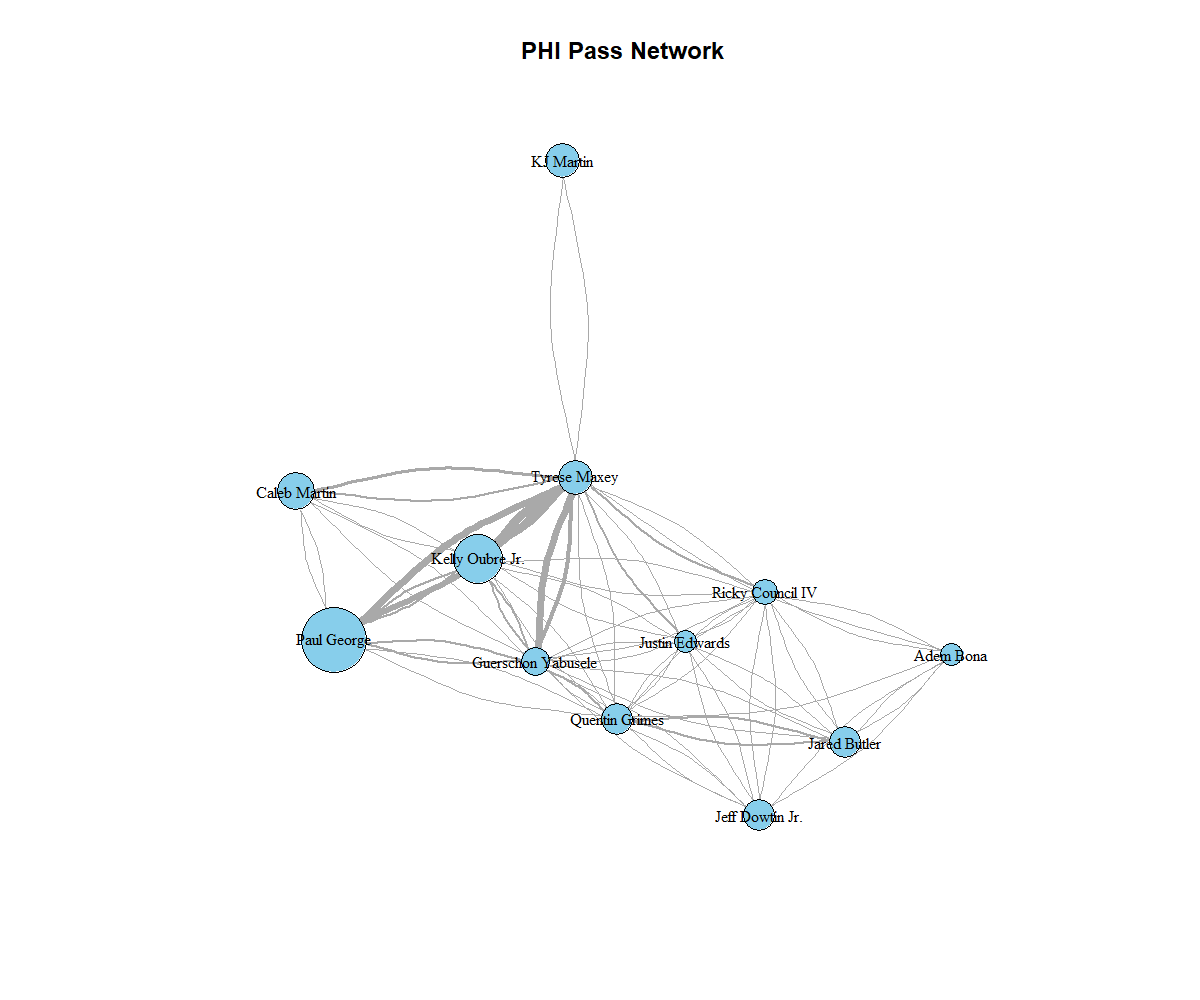 PHI Pass Network
KJ Martin
Tyrese Maxey
Caleb Martin
Kelly Oubre Jr.
Ricky Council IV
Paul George
Justin Edwards
Guerschon Yabusele
Adem Bona
Quentin Grimes
Jared Butler
Jeff Dowtin Jr.